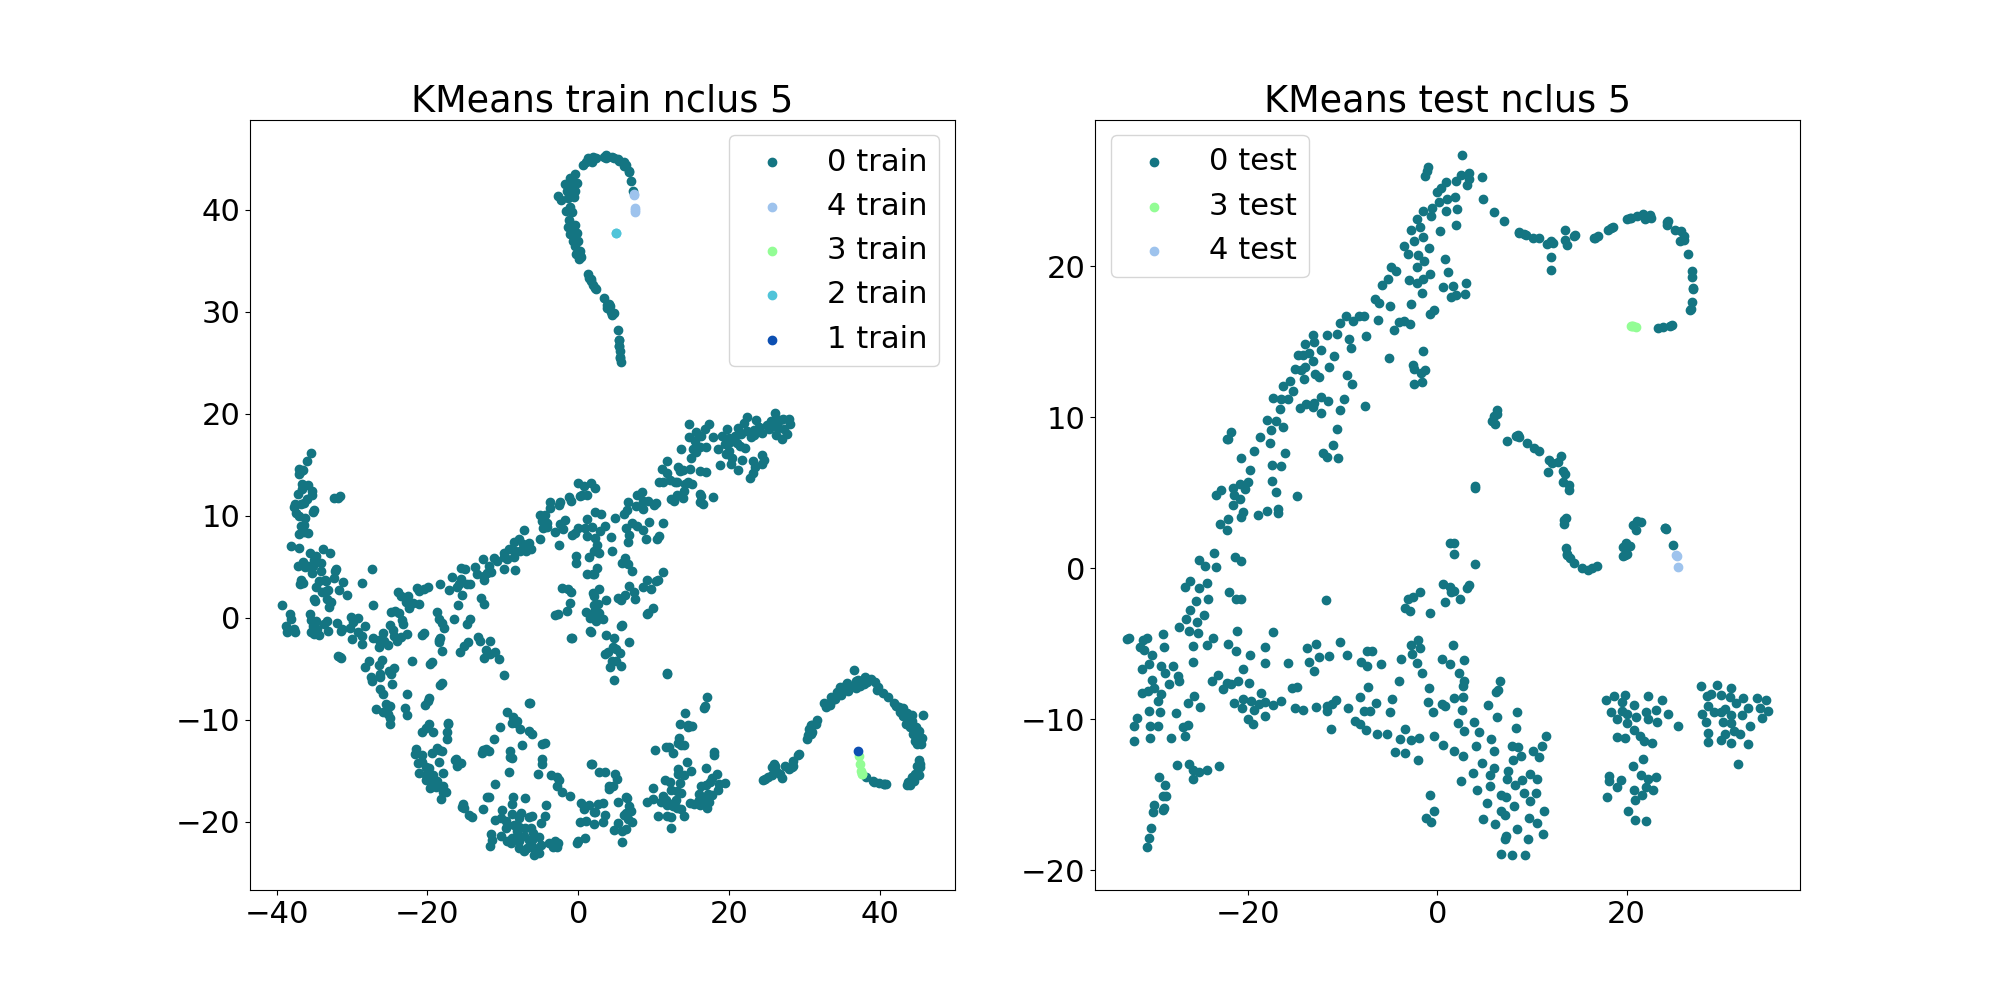 KMeans train nclus 5
0 train
4 train
3 train
2 train
1 train
40
30
20
10
0
−10
−20
−40 −20 0 20 40
KMeans test nclus 5
0 test
3 test
4 test
20
10
0
−10
−20
−20 0 20